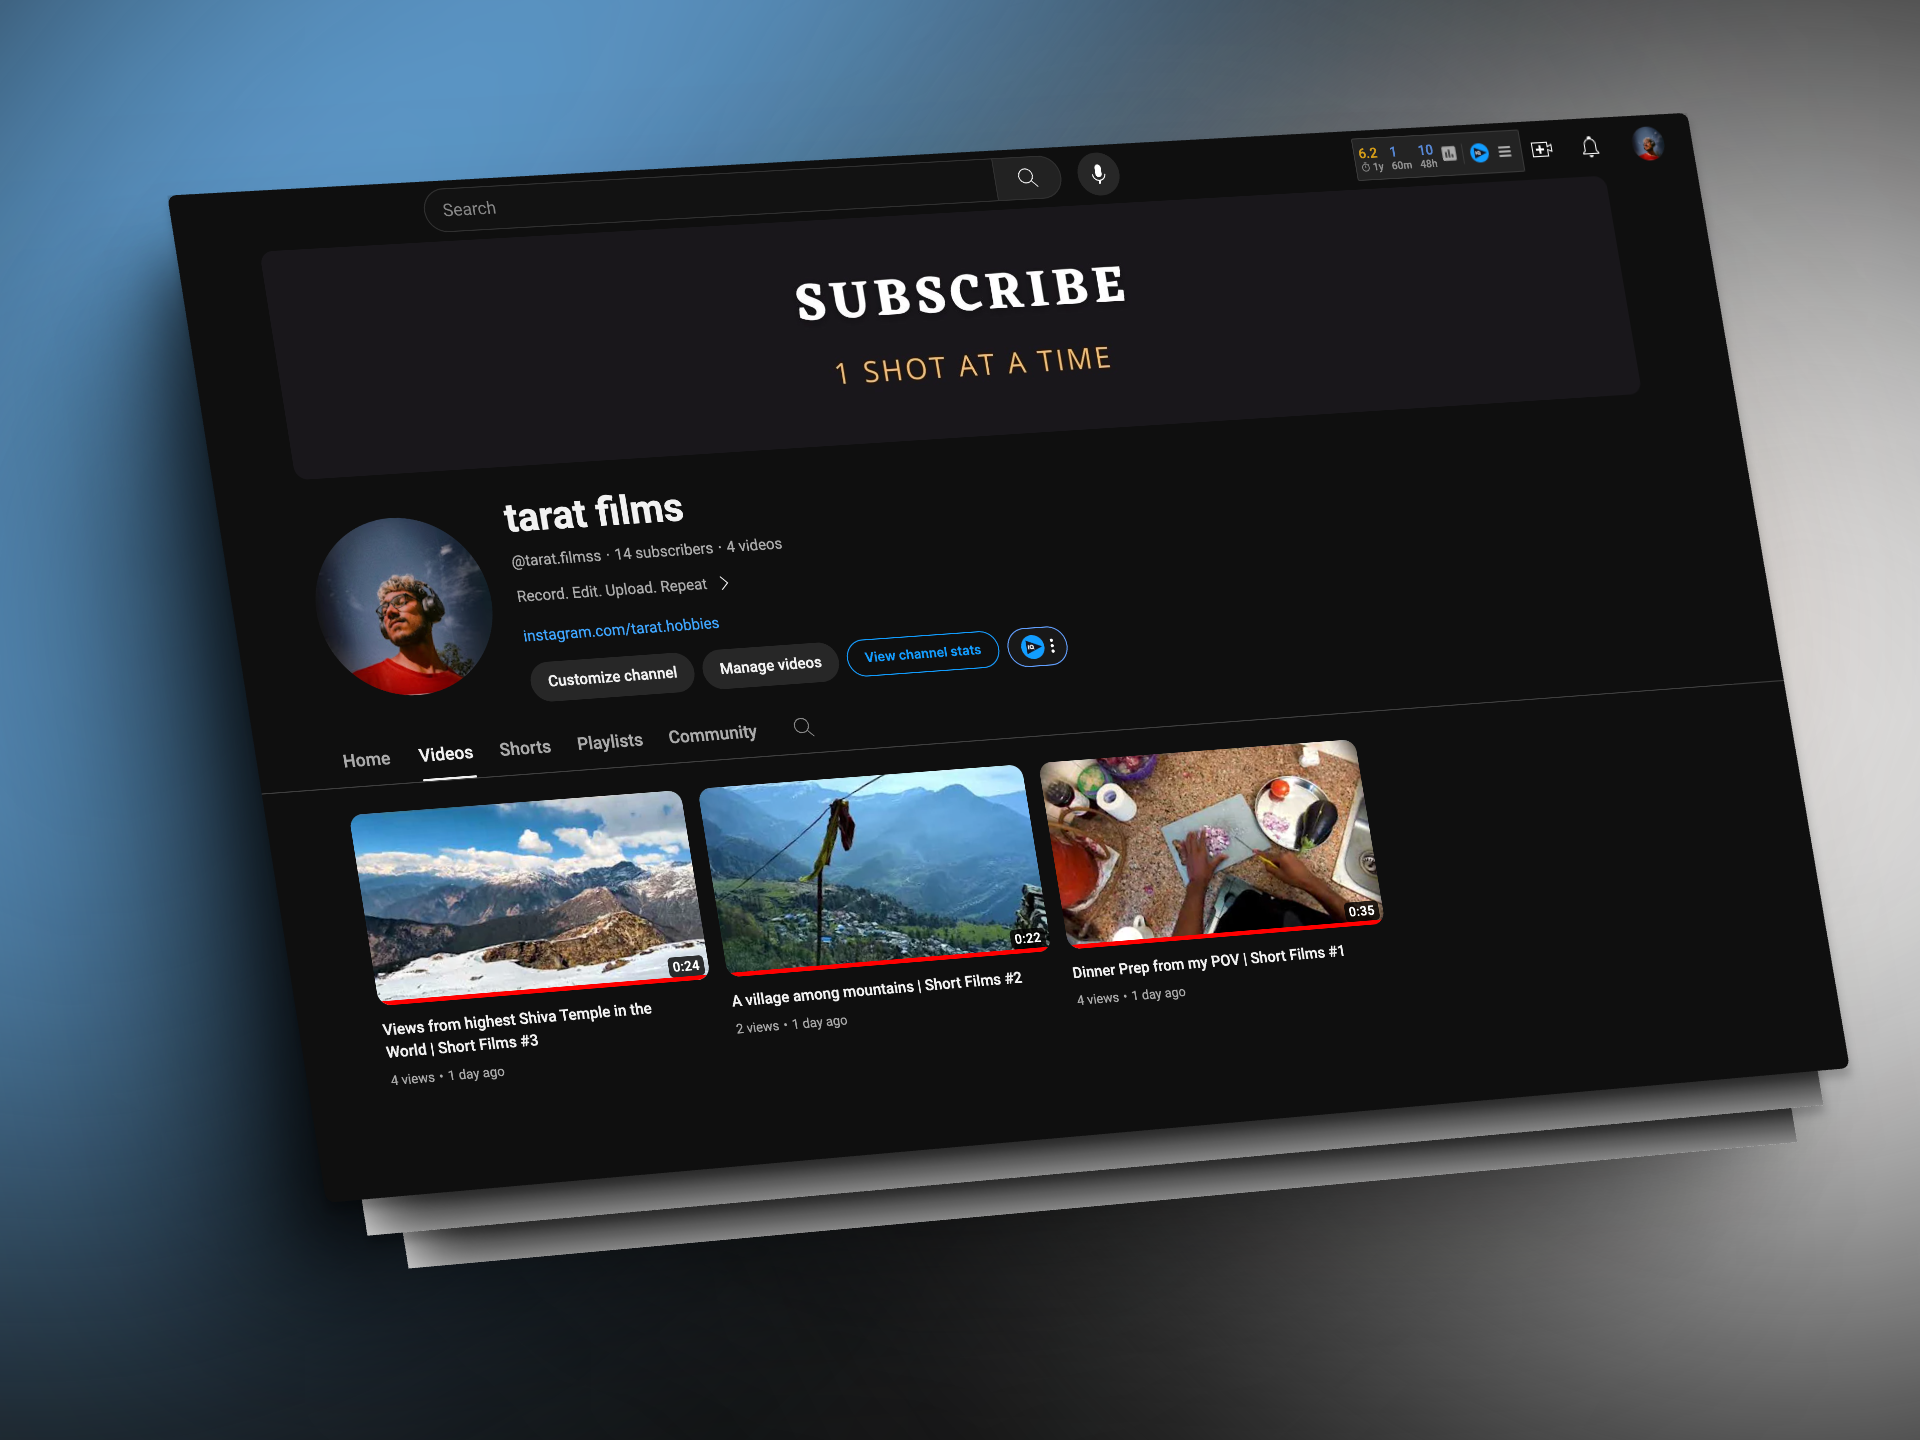 Search
6.2 1 10
1y 60m 48h
SUBSCRIBE
1 SHOT AT A TIME
tarat films
@tarat.filmss · 14 subscribers · 4 videos
Record. Edit. Upload. Repeat
instagram.com/tarat.hobbies
Customize channel
Manage videos
View channel stats
IQ
Home
Videos
Shorts
Playlists
Community
0:24
0:22
0:35
Views from highest Shiva Temple in the
World | Short Films #3
4 views • 1 day ago
A village among mountains | Short Films #2
2 views • 1 day ago
Dinner Prep from my POV | Short Films #1
4 views • 1 day ago